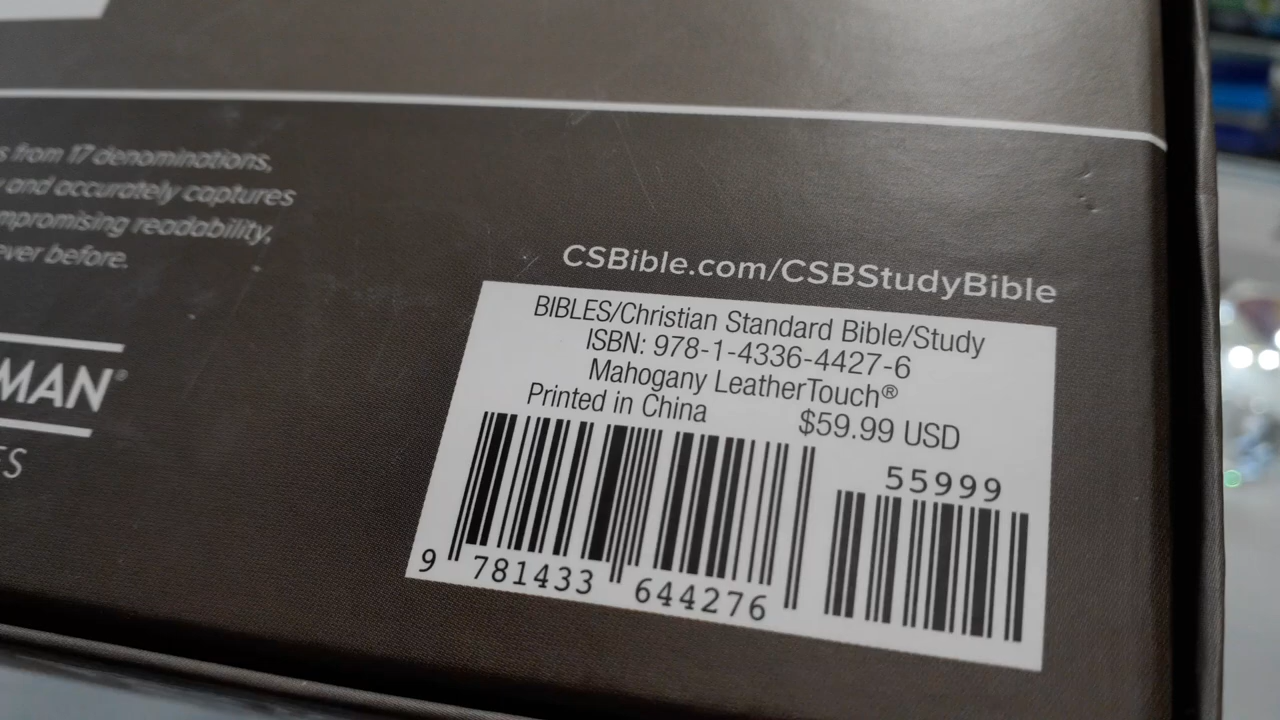 from 17 denominations,
and accurately captures
readability,
ever before.
MAN®
CSBible.com/CSBStudyBible
BIBLES/Christian Standard Bible/Study
ISBN: 978-1-4336-4427-6
Mahogany LeatherTouch®
Printed in China $59.99 USD
55999
9 781433 644276